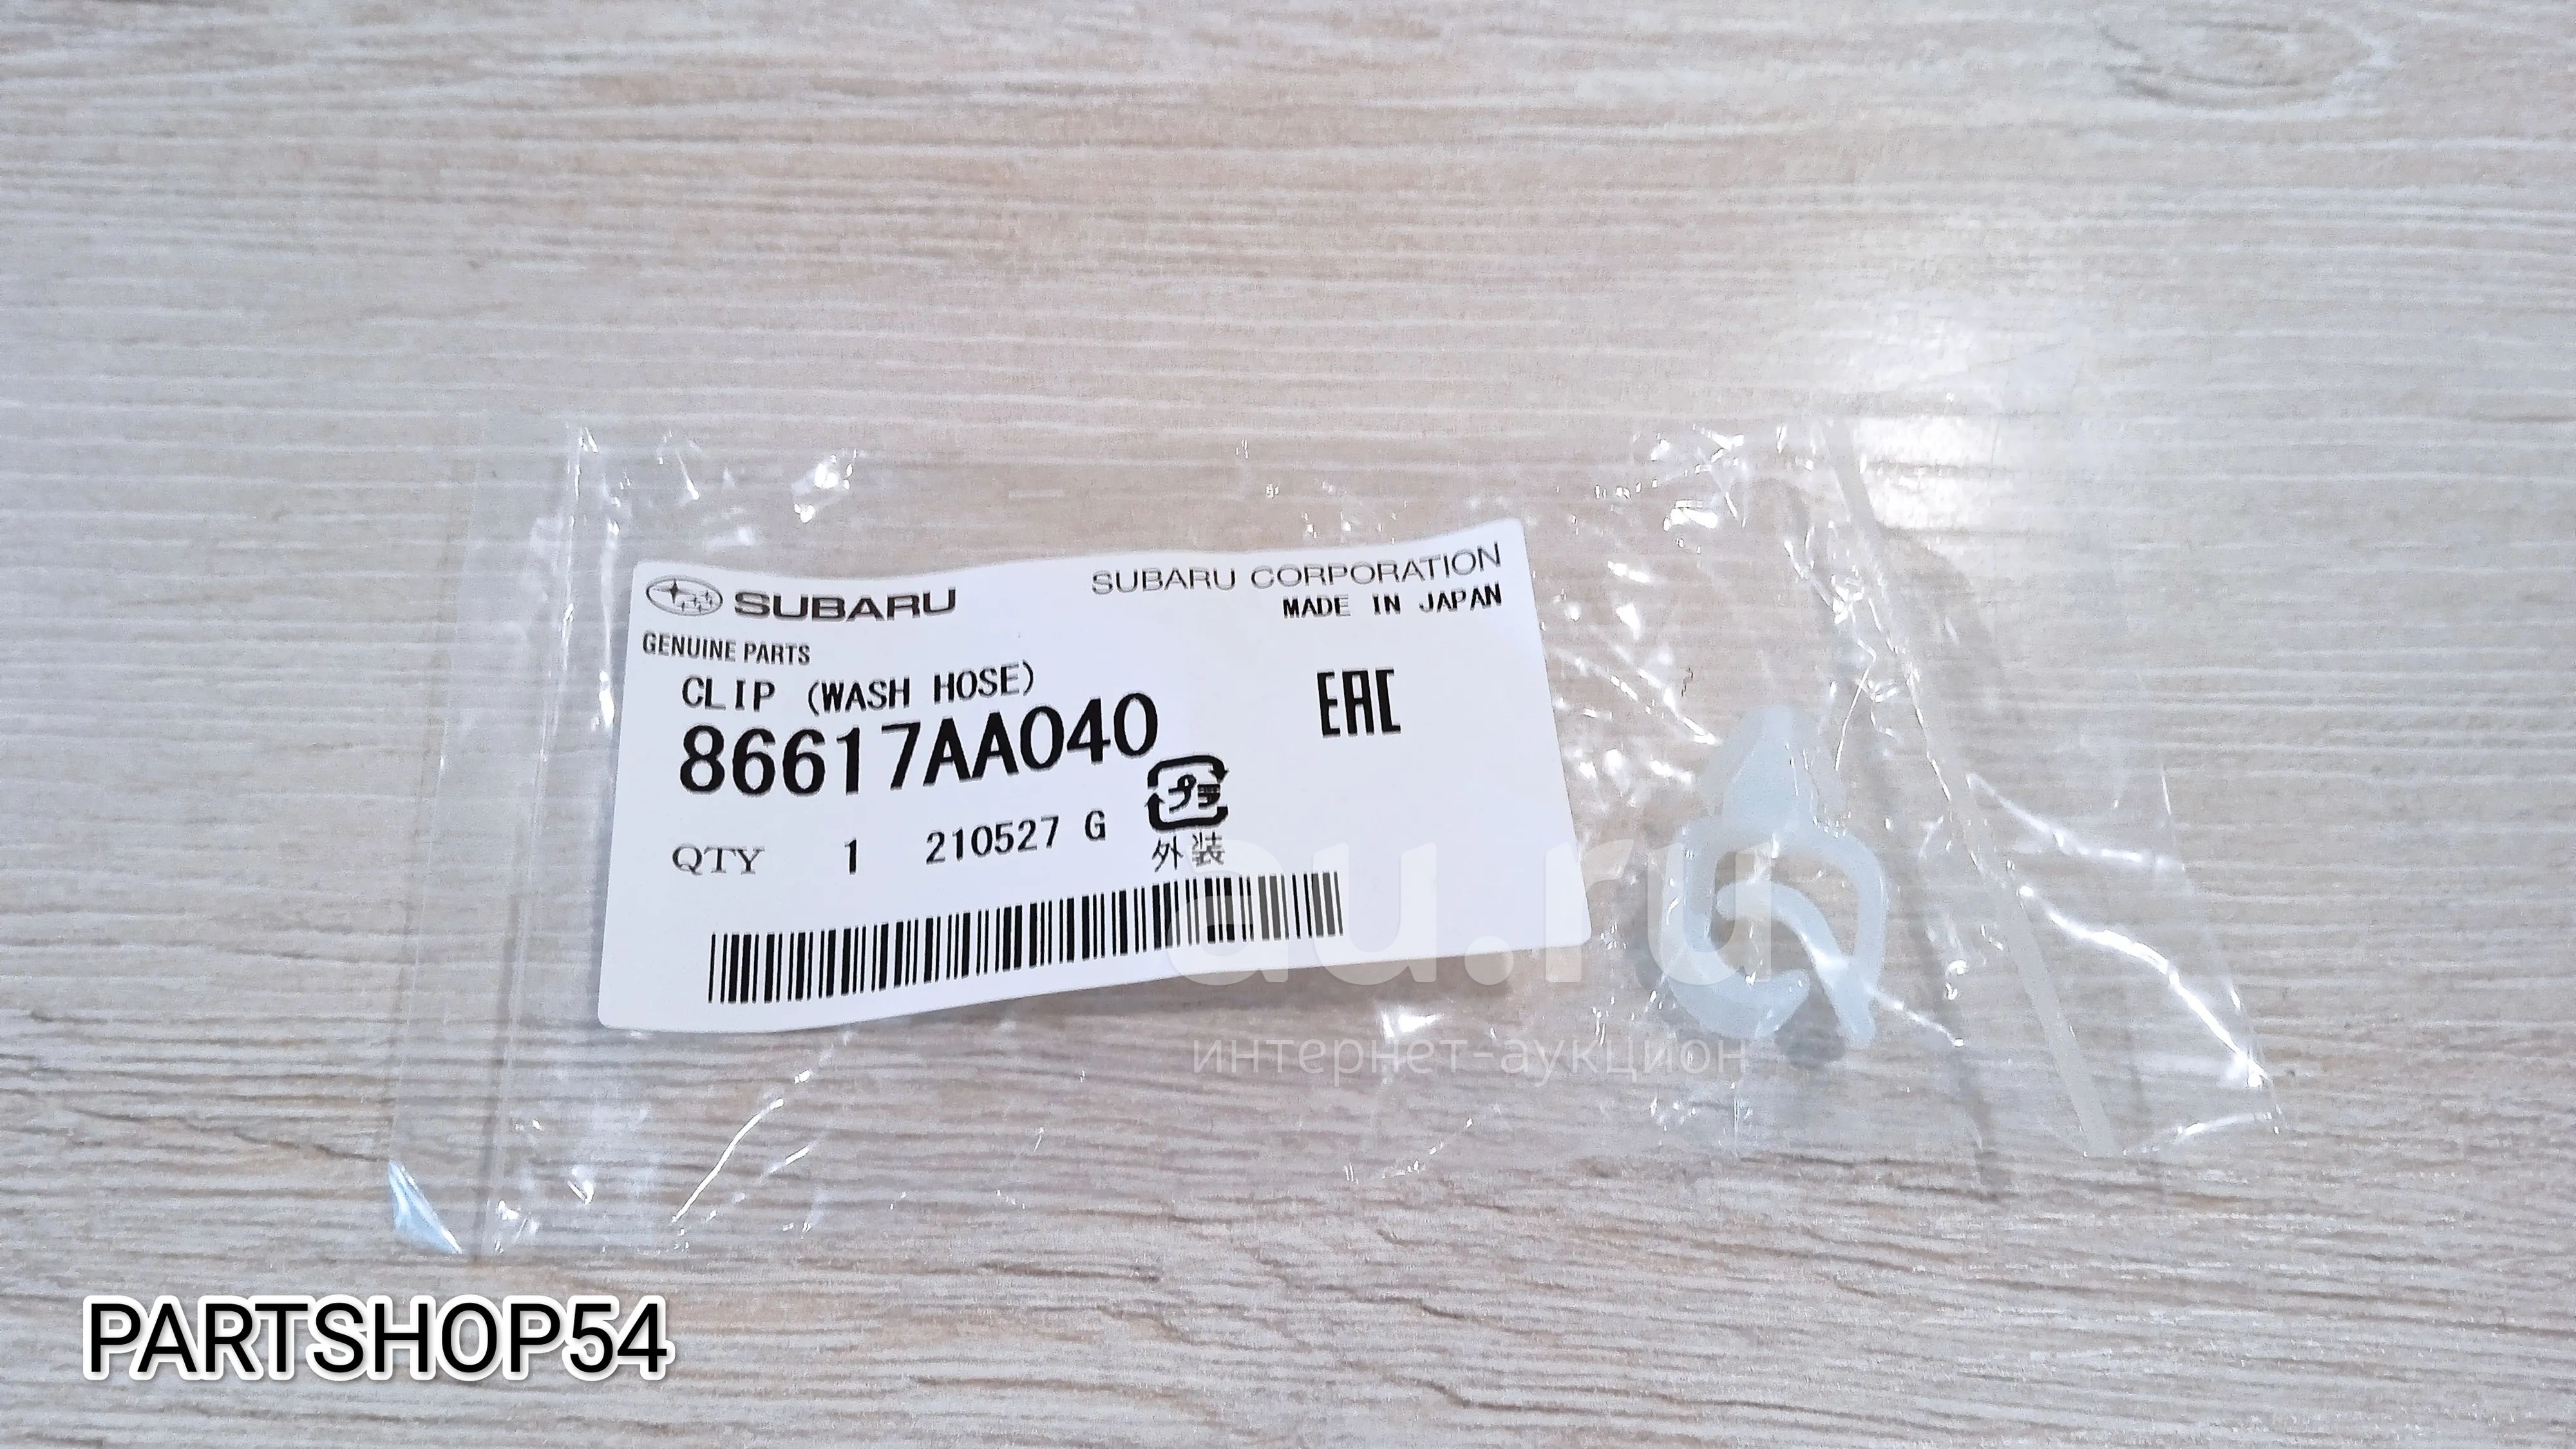 SUBARU
SUBARU CORPORATION
MADE IN JAPAN
GENUINE PARTS
CLIP (WASH HOSE)
86617AA040
EAC
プラ
QTY 1 210527 G
外装
au.ru
интернет-аукцион
PARTSHOP54